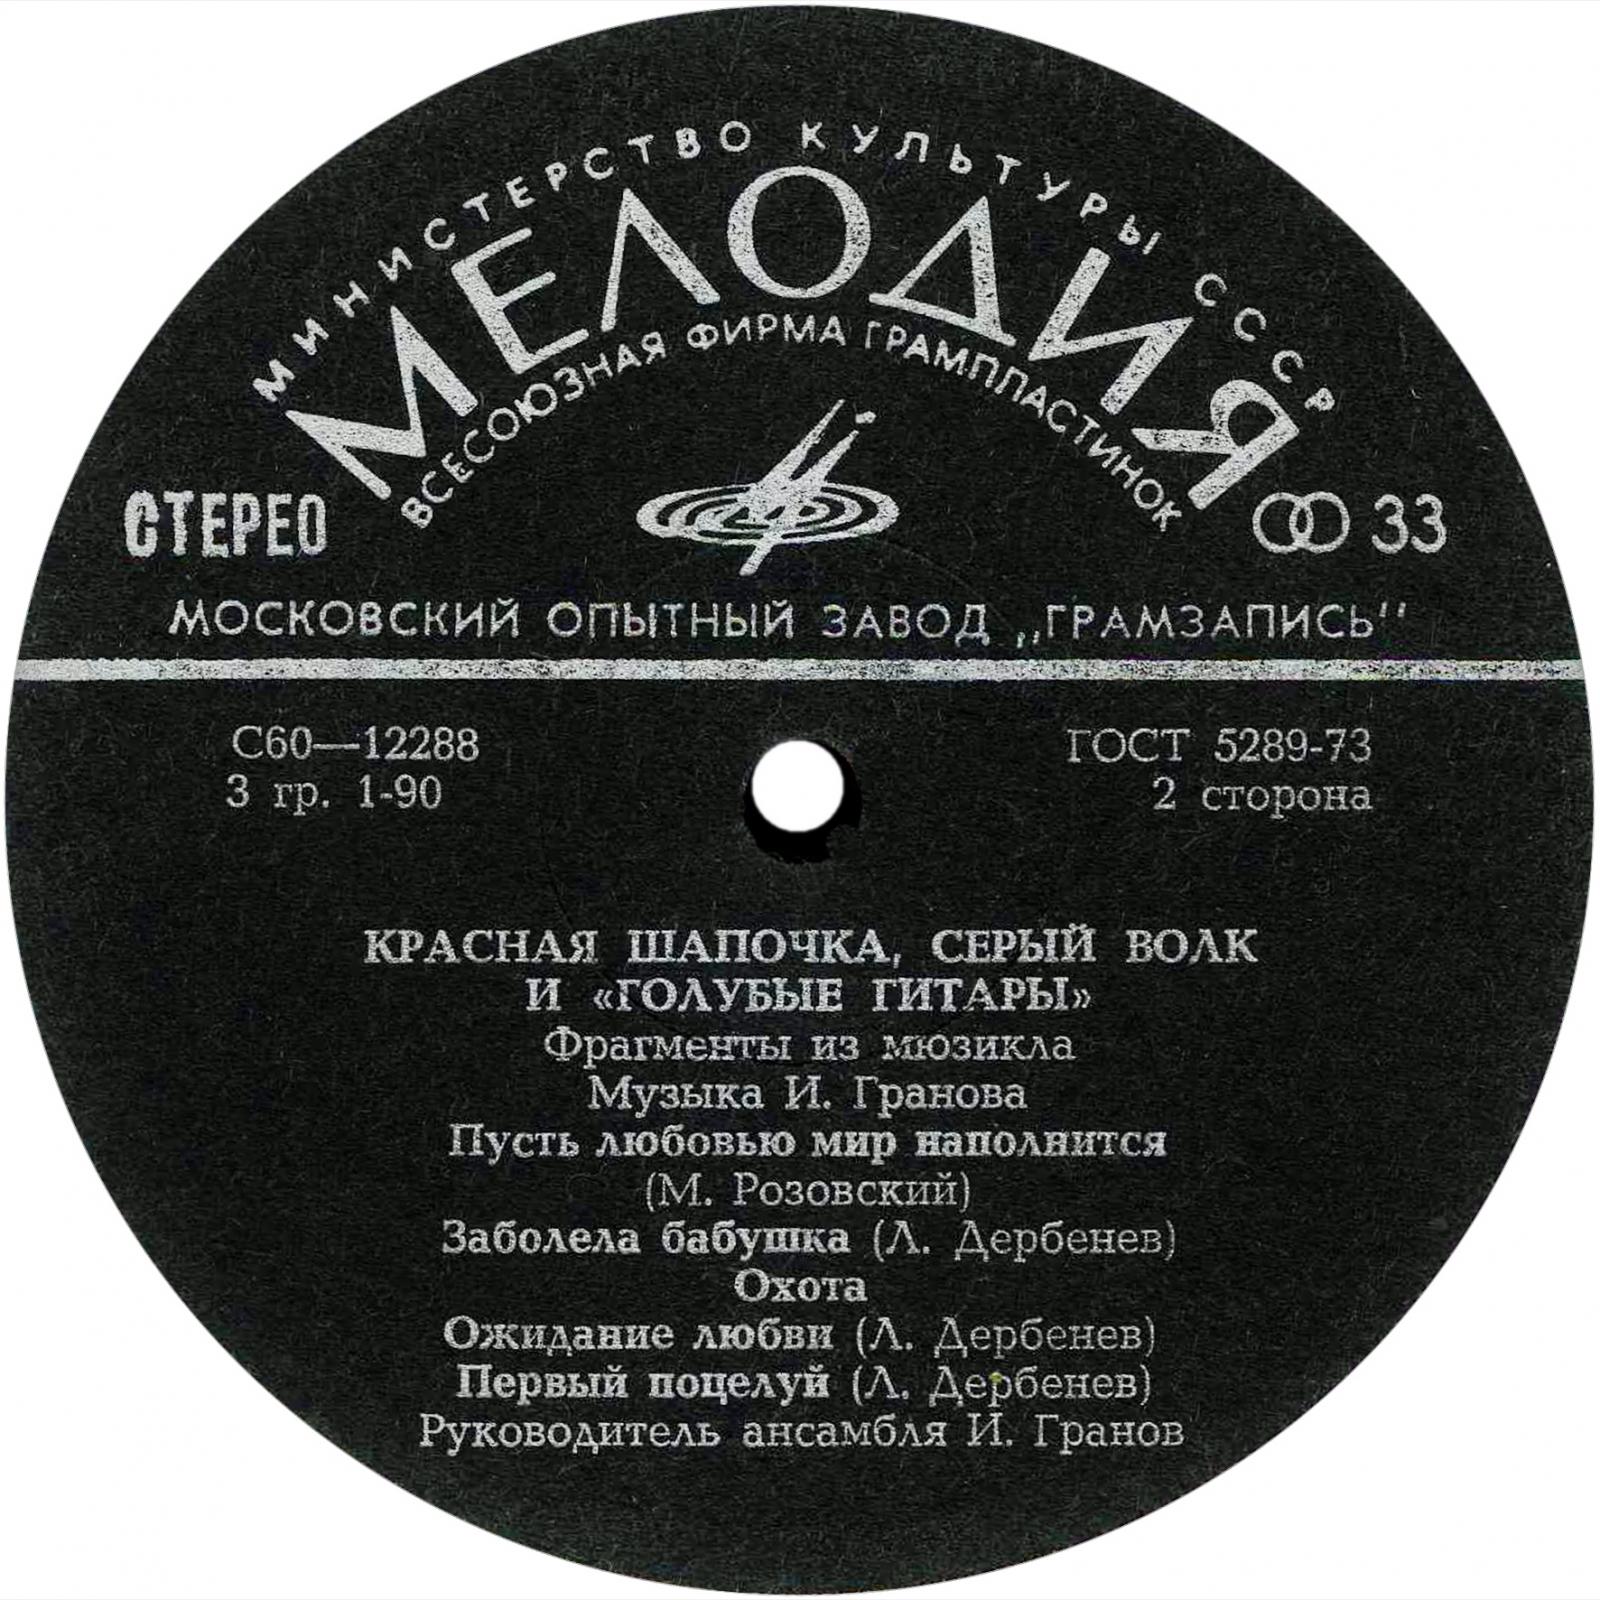 МИНИСТЕРСТВО КУЛЬТУРЫ СССР
МЕЛОДИЯ
ВСЕСОЮЗНАЯ ФИРМА ГРАМПЛАСТИНОК
СТЕРЕО
33
МОСКОВСКИЙ ОПЫТНЫЙ ЗАВОД „ГРАМЗАПИСЬ"
С60—12288
ГОСТ 5289-73
3 гр. 1-90
2 сторона
КРАСНАЯ ШАПОЧКА, СЕРЫЙ ВОЛК
И «ГОЛУБЫЕ ГИТАРЫ»
Фрагменты из мюзикла
Музыка И. Гранова
Пусть любовью мир наполнится
(М. Розовский)
Заболела бабушка (Л. Дербенев)
Охота
Ожидание любви (Л. Дербенев)
Первый поцелуй (Л. Дербенев)
Руководитель ансамбля И. Гранов